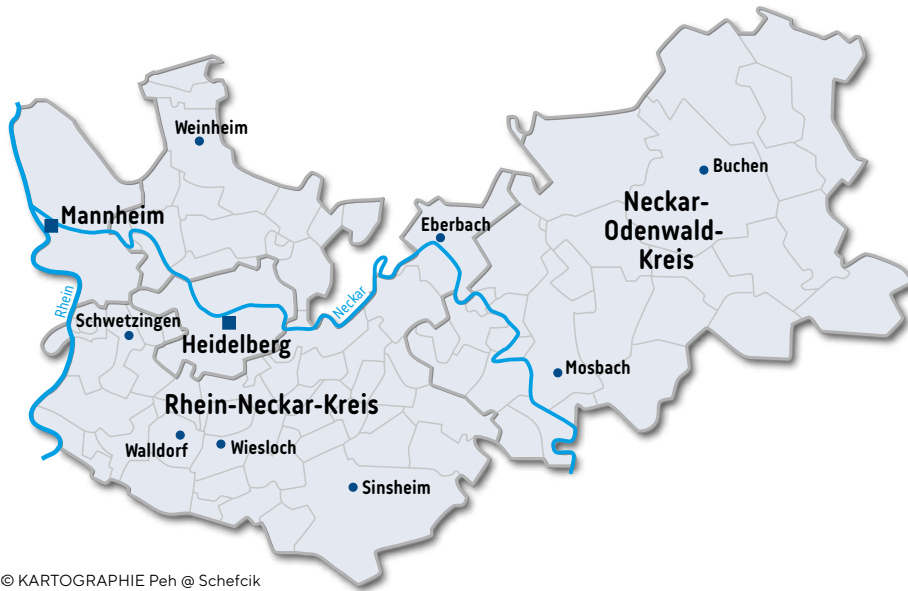 Weinheim
Buchen
Mannheim
Neckar-
Odenwald-
Kreis
Eberbach
Rhein
Neckar
Schwetzingen
Heidelberg
Mosbach
Rhein-Neckar-Kreis
Walldorf
Wiesloch
Sinsheim
© KARTOGRAPHIE Peh @ Schefcik